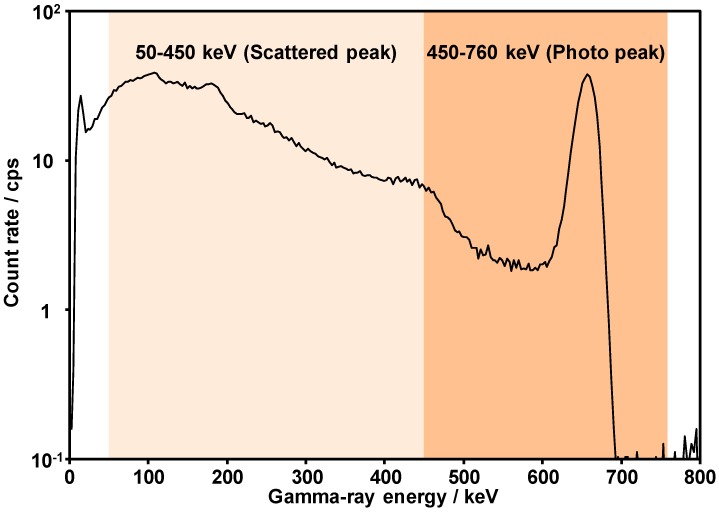 10²
50-450 keV (Scattered peak)
450-760 keV (Photo peak)
10
1
10⁻¹
Count rate / cps
0 100 200 300 400 500 600 700 800
Gamma-ray energy / keV